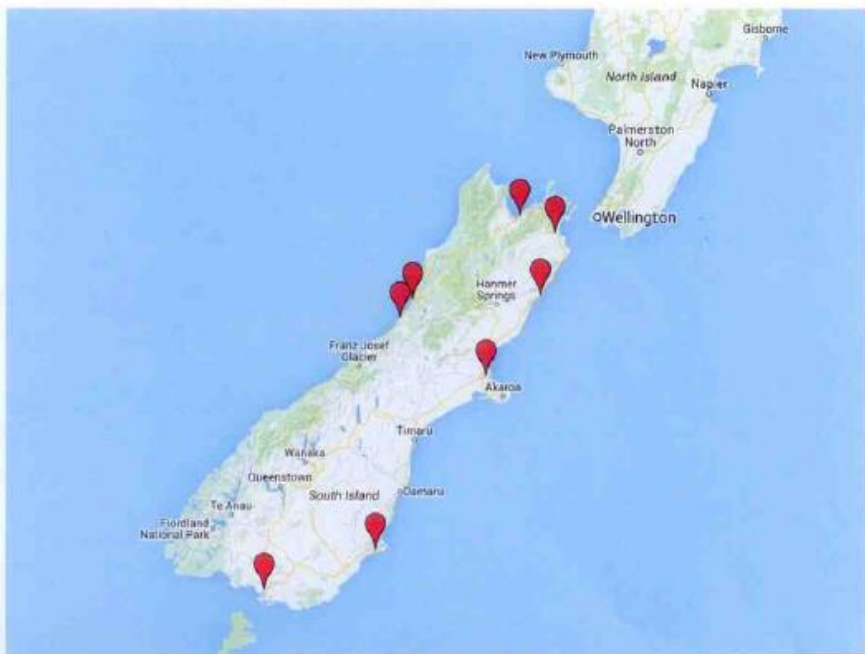 Gisborne
New Plymouth
North Island
Napier
Palmerston
North
Wellington
Hanmer
Springs
Franz Josef
Glacier
Akaroa
Timaru
Wanaka
Queenstown
South Island
Oamaru
Te Anau
Fiordland
National Park